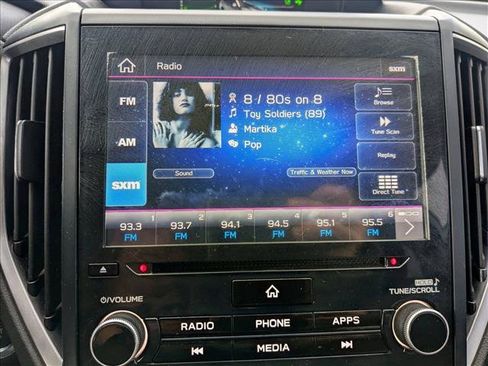 Radio
sxm
FM
AM
sxm
8 / 80s on 8
Toy Soldiers (89)
Martika
Pop
Browse
Tune Scan
Replay
Direct Tune
Sound
Traffic & Weather Now
1 2 3 4 5 6
93.3 93.7 94.1 94.5 95.1 95.5
FM FM FM FM FM FM
VOLUME
HOLD
TUNE/SCROLL
RADIO PHONE APPS
MEDIA